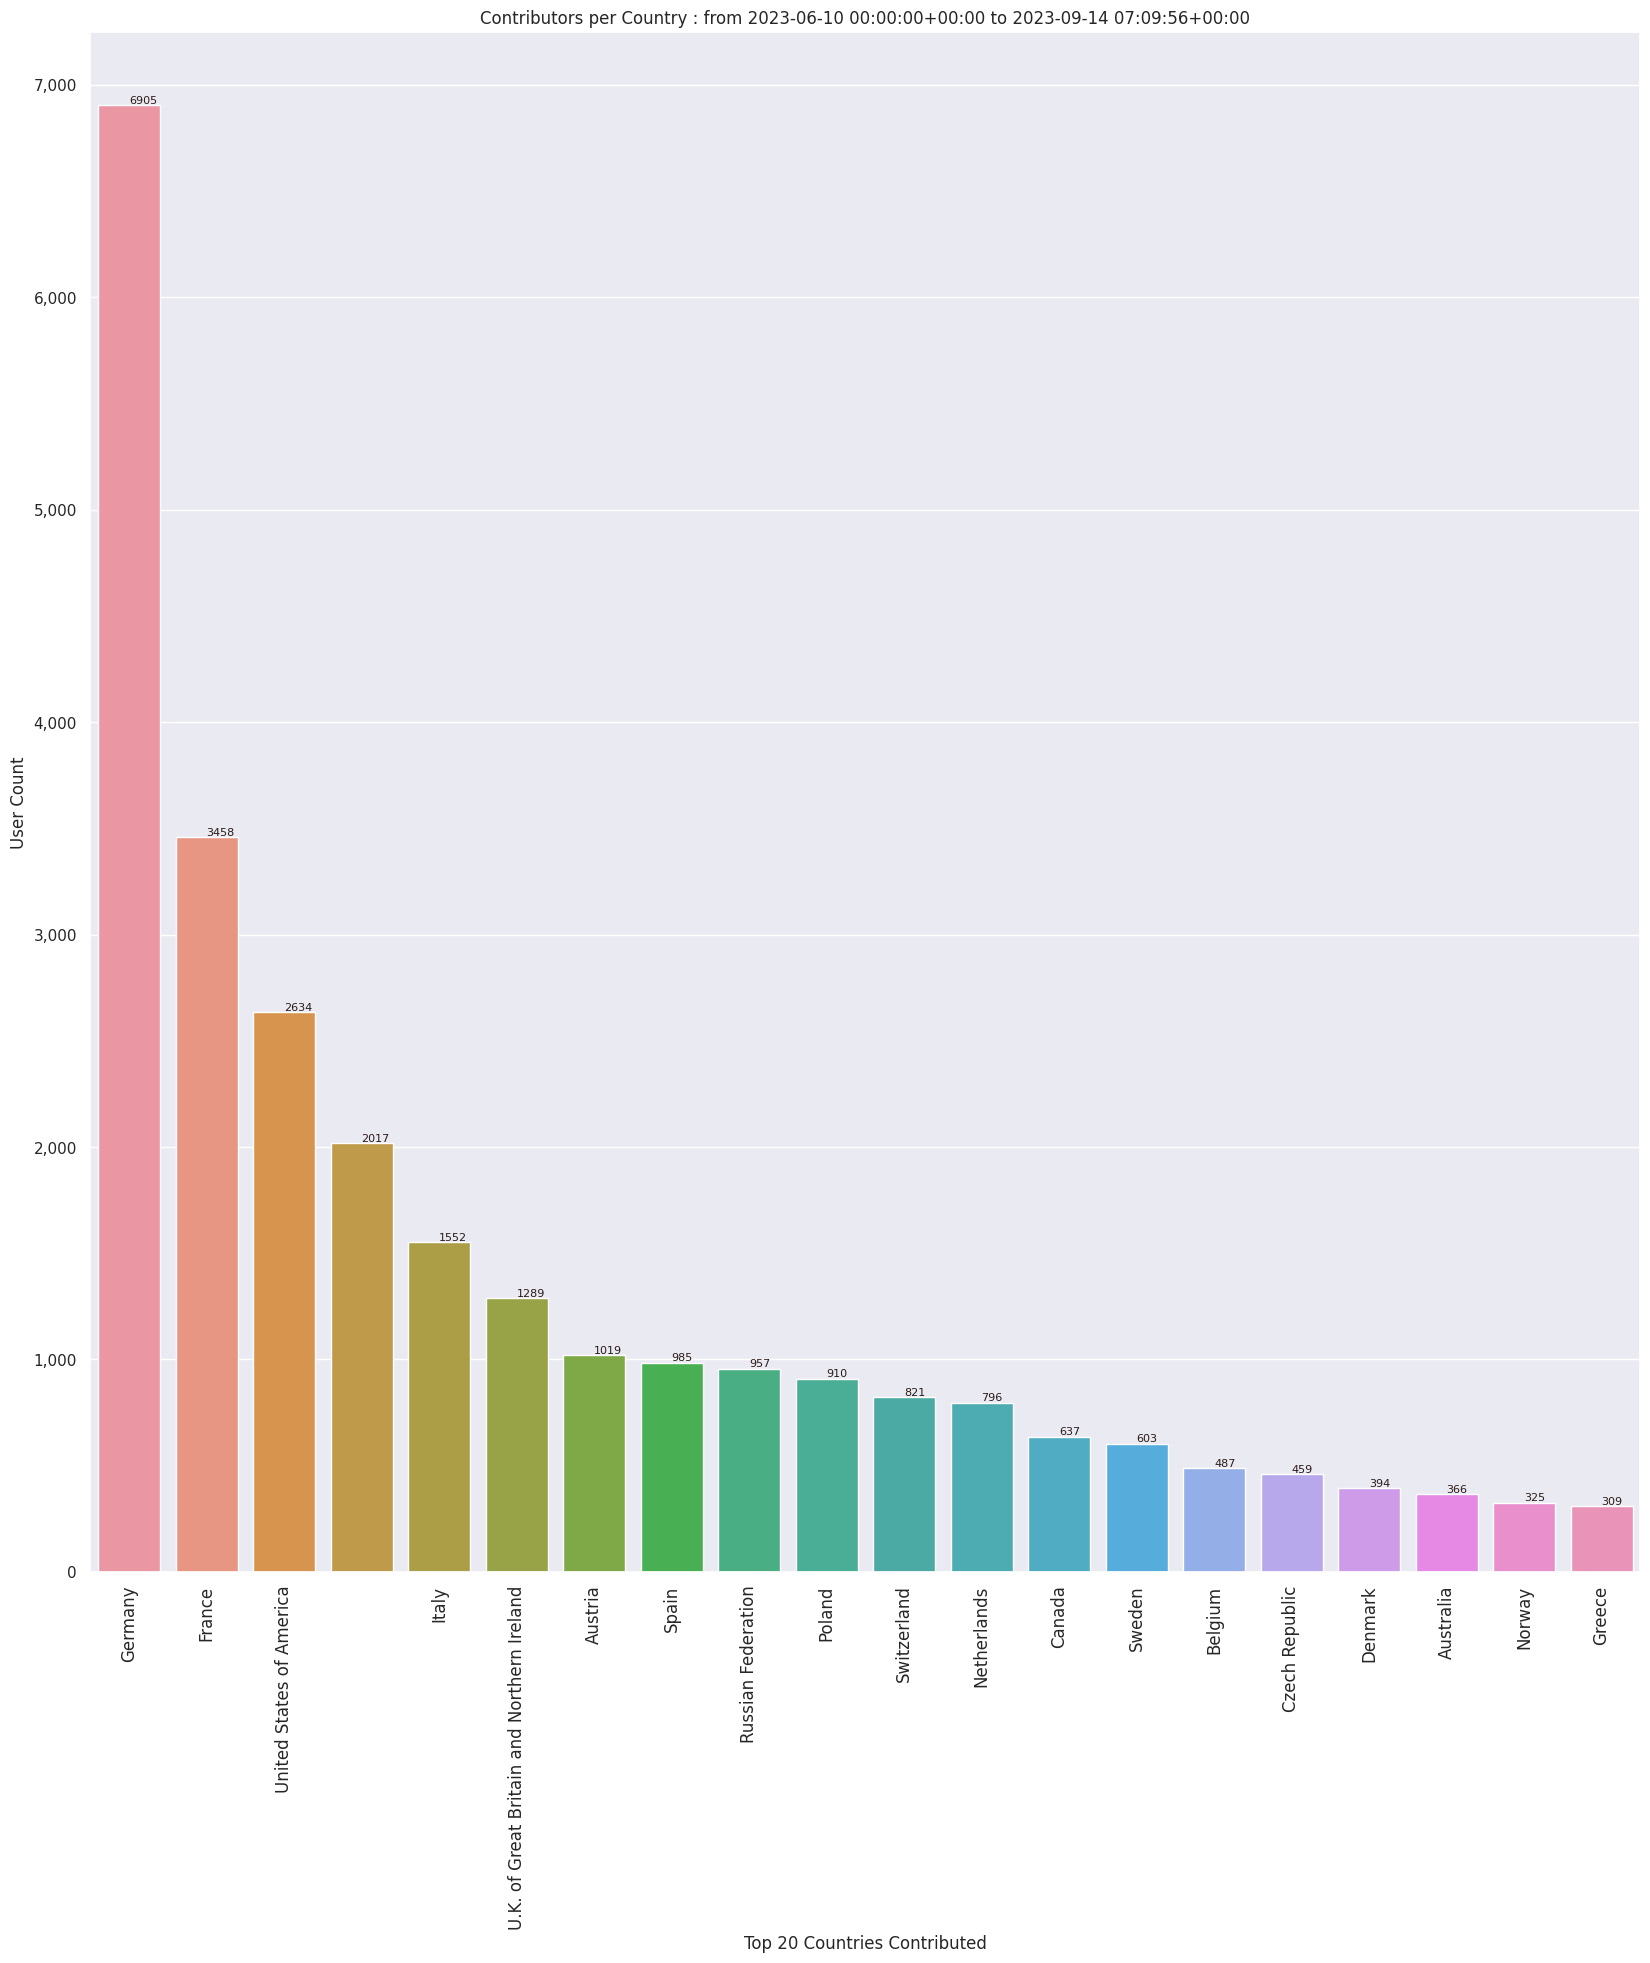 Contributors per Country : from 2023-06-10 00:00:00+00:00 to 2023-09-14 07:09:56+00:00
User Count
7,000
6,000
5,000
4,000
3,000
2,000
1,000
0
6905
3458
2634
2017
1552
1289
1019
985
957
910
821
796
637
603
487
459
394
366
325
309
Germany
France
United States of America
Italy
U.K. of Great Britain and Northern Ireland
Austria
Spain
Russian Federation
Poland
Switzerland
Netherlands
Canada
Sweden
Belgium
Czech Republic
Denmark
Australia
Norway
Greece
Top 20 Countries Contributed